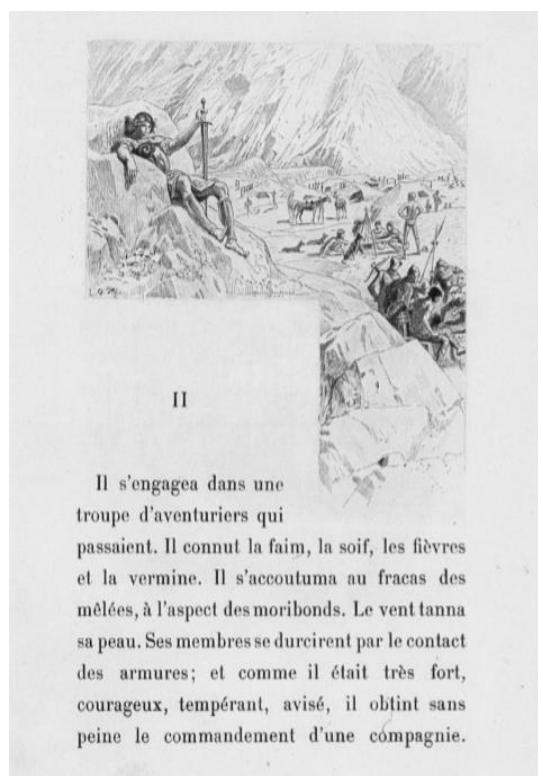 II
Il s'engagea dans une
troupe d'aventuriers qui
passaient. Il connut la faim, la soif, les fièvres
et la vermine. Il s'accoutuma au fracas des
mêlées, à l'aspect des moribonds. Le vent tanna
sa peau. Ses membres se durcirent par le contact
des armures; et comme il était très fort,
courageux, tempérant, avisé, il obtint sans
peine le commandement d'une compagnie.